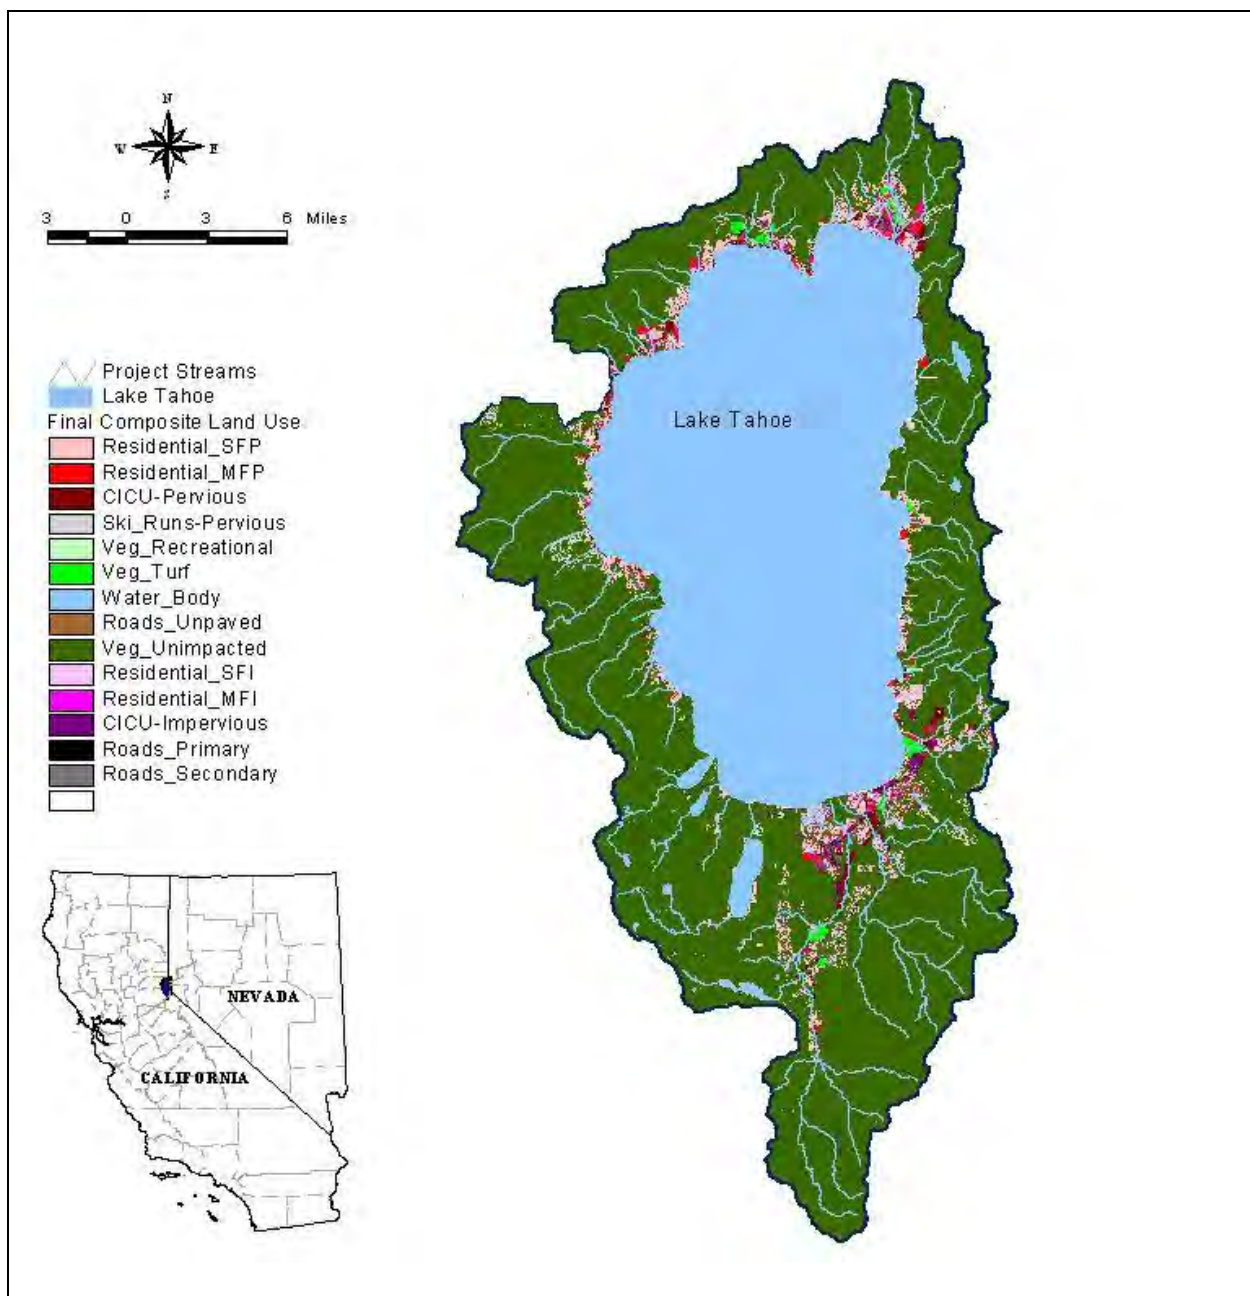 N
W E
S
3 0 3 6 Miles
Project Streams
Lake Tahoe
Final Composite Land Use
Residential_SFP
Residential_MFP
CICU-Pervious
Ski_Runs-Pervious
Veg_Recreational
Veg_Turf
Water_Body
Roads_Unpaved
Veg_Unimpacted
Residential_SFI
Residential_MFI
CICU-Impervious
Roads_Primary
Roads_Secondary
Lake Tahoe
NEVADA
CALIFORNIA